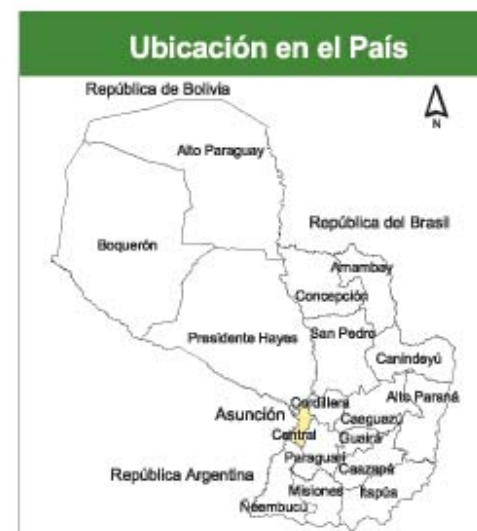 Ubicación en el País
República de Bolivia
N
Alto Paraguay
República del Brasil
Boquerón
Amambay
Concepción
Presidente Hayes
San Pedro
Canindeyú
Cordillera
Alto Paraná
Asunción
Caaguazú
Central
Guairá
Paraguarí
República Argentina
Caazapá
Misiones
Itapúa
Ñeembucú